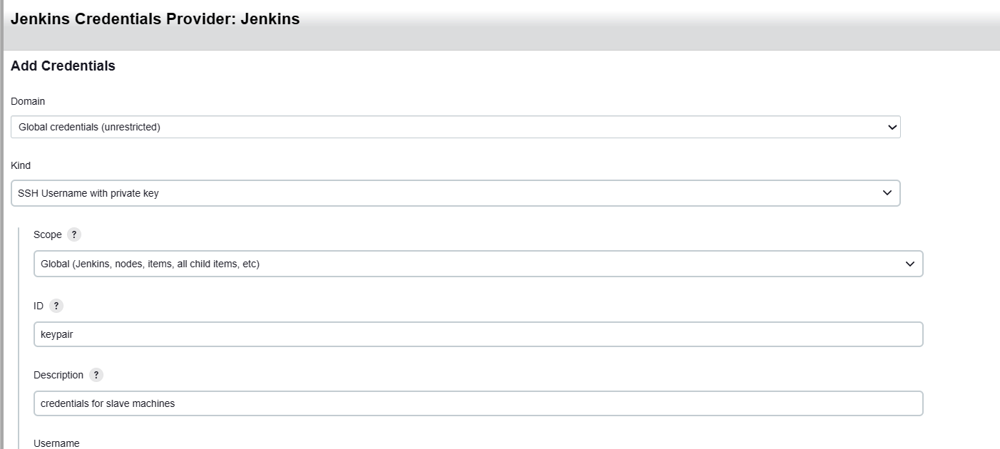 Jenkins Credentials Provider: Jenkins
Add Credentials
Domain
Global credentials (unrestricted)
Kind
SSH Username with private key
Scope ?
Global (Jenkins, nodes, items, all child items, etc)
ID ?
keypair
Description ?
credentials for slave machines
Username